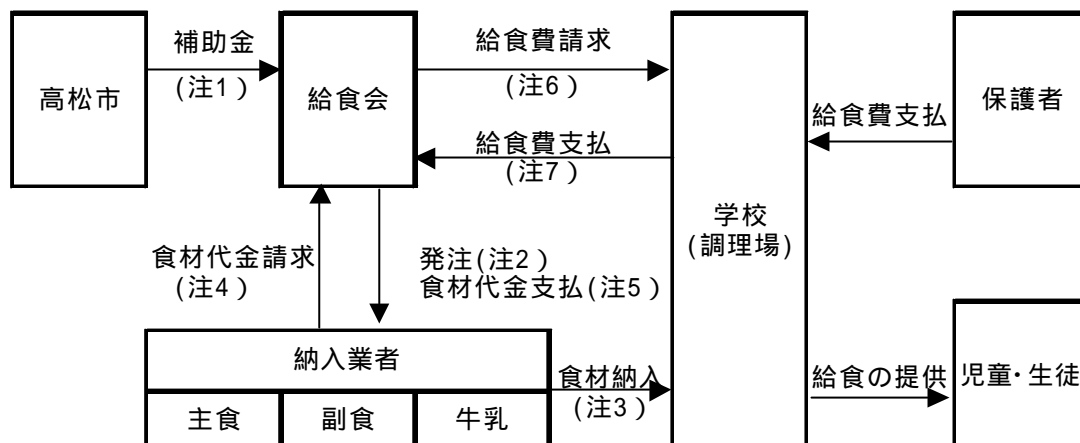 補助金
(注1)
高松市
給食会
給食費請求
(注6)
給食費支払
(注7)
保護者
給食費支払
学校
(調理場)
食材代金請求
(注4)
発注(注2)
食材代金支払(注5)
納入業者
主食
副食
牛乳
食材納入
(注3)
給食の提供
児童・生徒